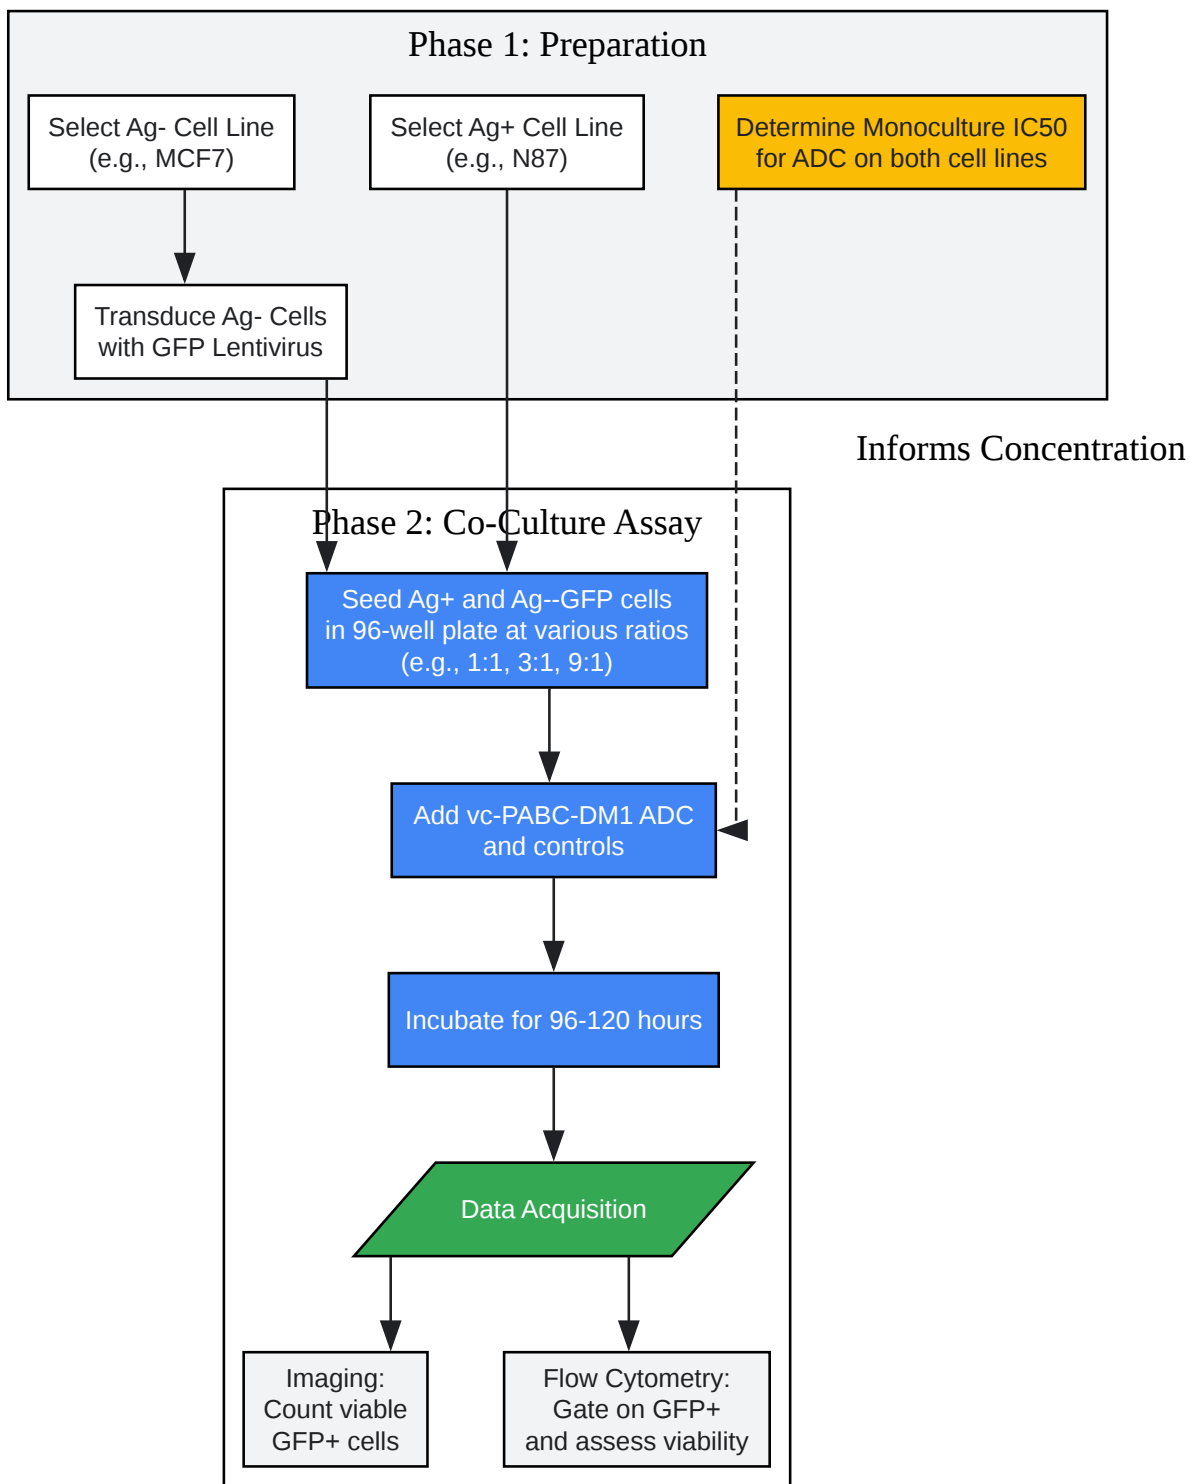 Phase 1: Preparation
Select Ag- Cell Line
(e.g., MCF7)
Select Ag+ Cell Line
(e.g., N87)
Determine Monoculture IC50
for ADC on both cell lines
Transduce Ag- Cells
with GFP Lentivirus
Informs Concentration
Phase 2: Co-Culture Assay
Seed Ag+ and Ag--GFP cells
in 96-well plate at various ratios
(e.g., 1:1, 3:1, 9:1)
Add vc-PABC-DM1 ADC
and controls
Incubate for 96-120 hours
Data Acquisition
Imaging:
Count viable
GFP+ cells
Flow Cytometry:
Gate on GFP+
and assess viability